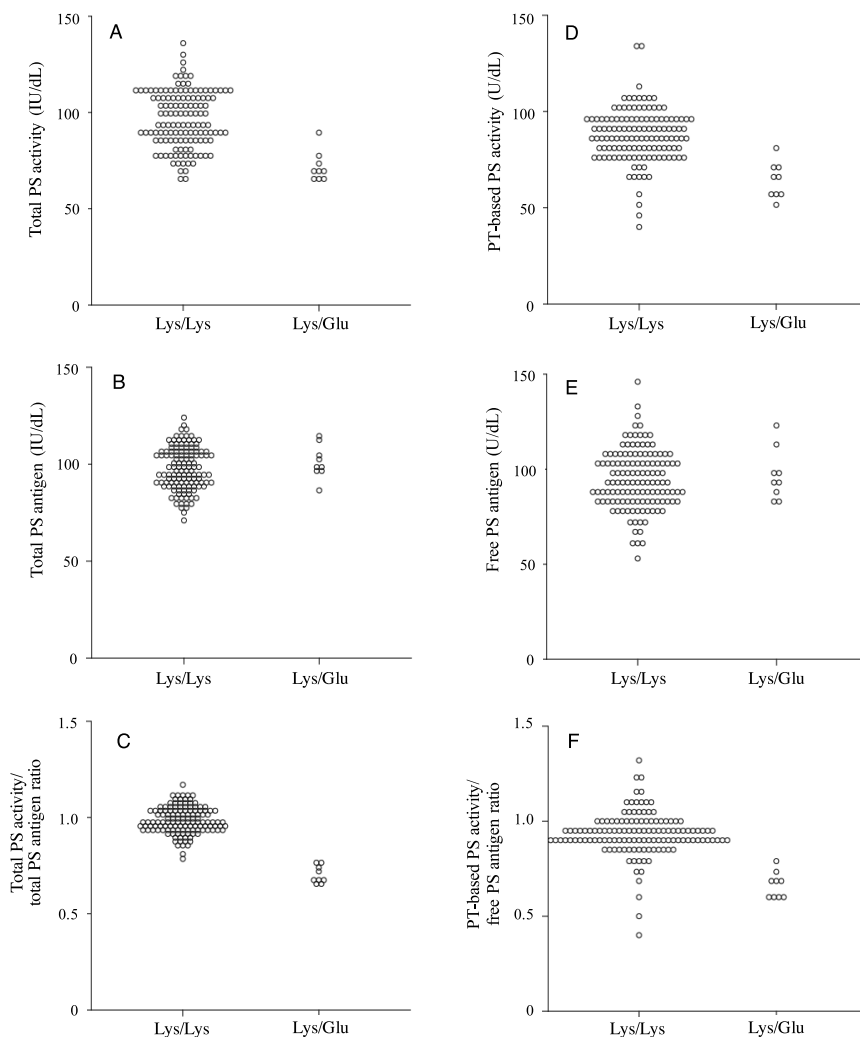 A
Total PS activity (IU/dL)
150
100
50
0
Lys/Lys Lys/Glu
D
PT-based PS activity (U/dL)
150
100
50
0
Lys/Lys Lys/Glu
B
Total PS antigen (IU/dL)
150
100
50
0
Lys/Lys Lys/Glu
E
Free PS antigen (U/dL)
150
100
50
0
Lys/Lys Lys/Glu
C
Total PS activity/
total PS antigen ratio
1.5
1.0
0.5
0
Lys/Lys Lys/Glu
F
PT-based PS activity/
free PS antigen ratio
1.5
1.0
0.5
0
Lys/Lys Lys/Glu